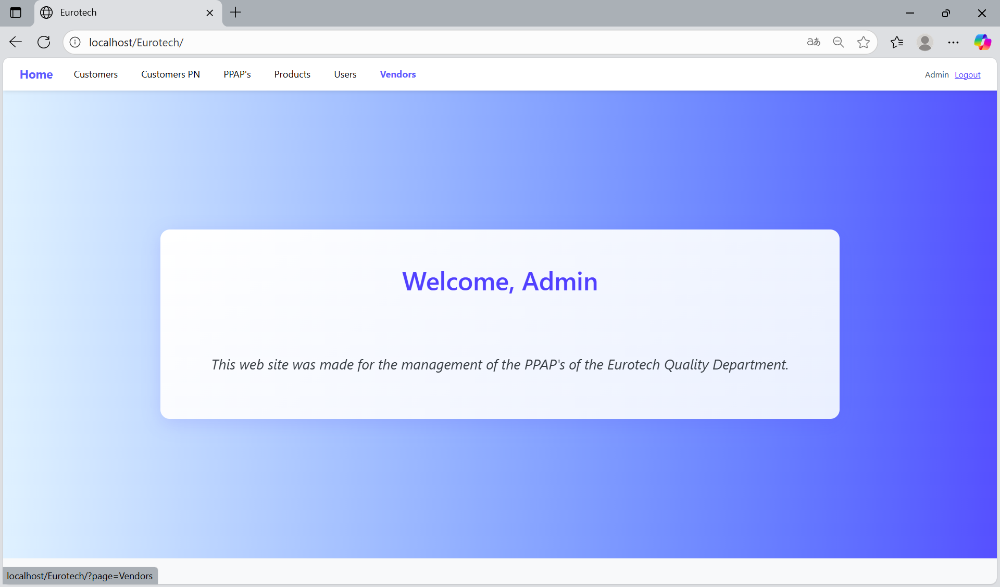 Eurotech
localhost/Eurotech/
Home Customers Customers PN PPAP's Products Users Vendors Admin Logout
Welcome, Admin
This web site was made for the management of the PPAP's of the Eurotech Quality Department.
localhost/Eurotech/?page=Vendors